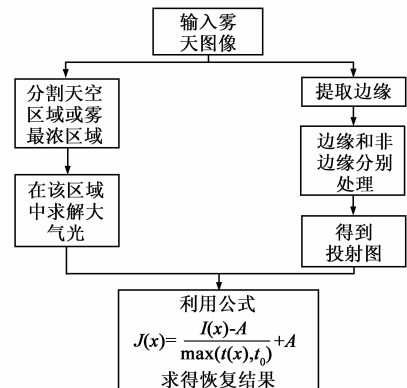 输入雾
天图像
分割天空
区域或雾
最浓区域
在该区域
中求解大
气光
提取边缘
边缘和非
边缘分别
处理
得到
投射图
利用公式
J(x)= I(x)-A / max(t(x),t₀) +A
求得恢复结果